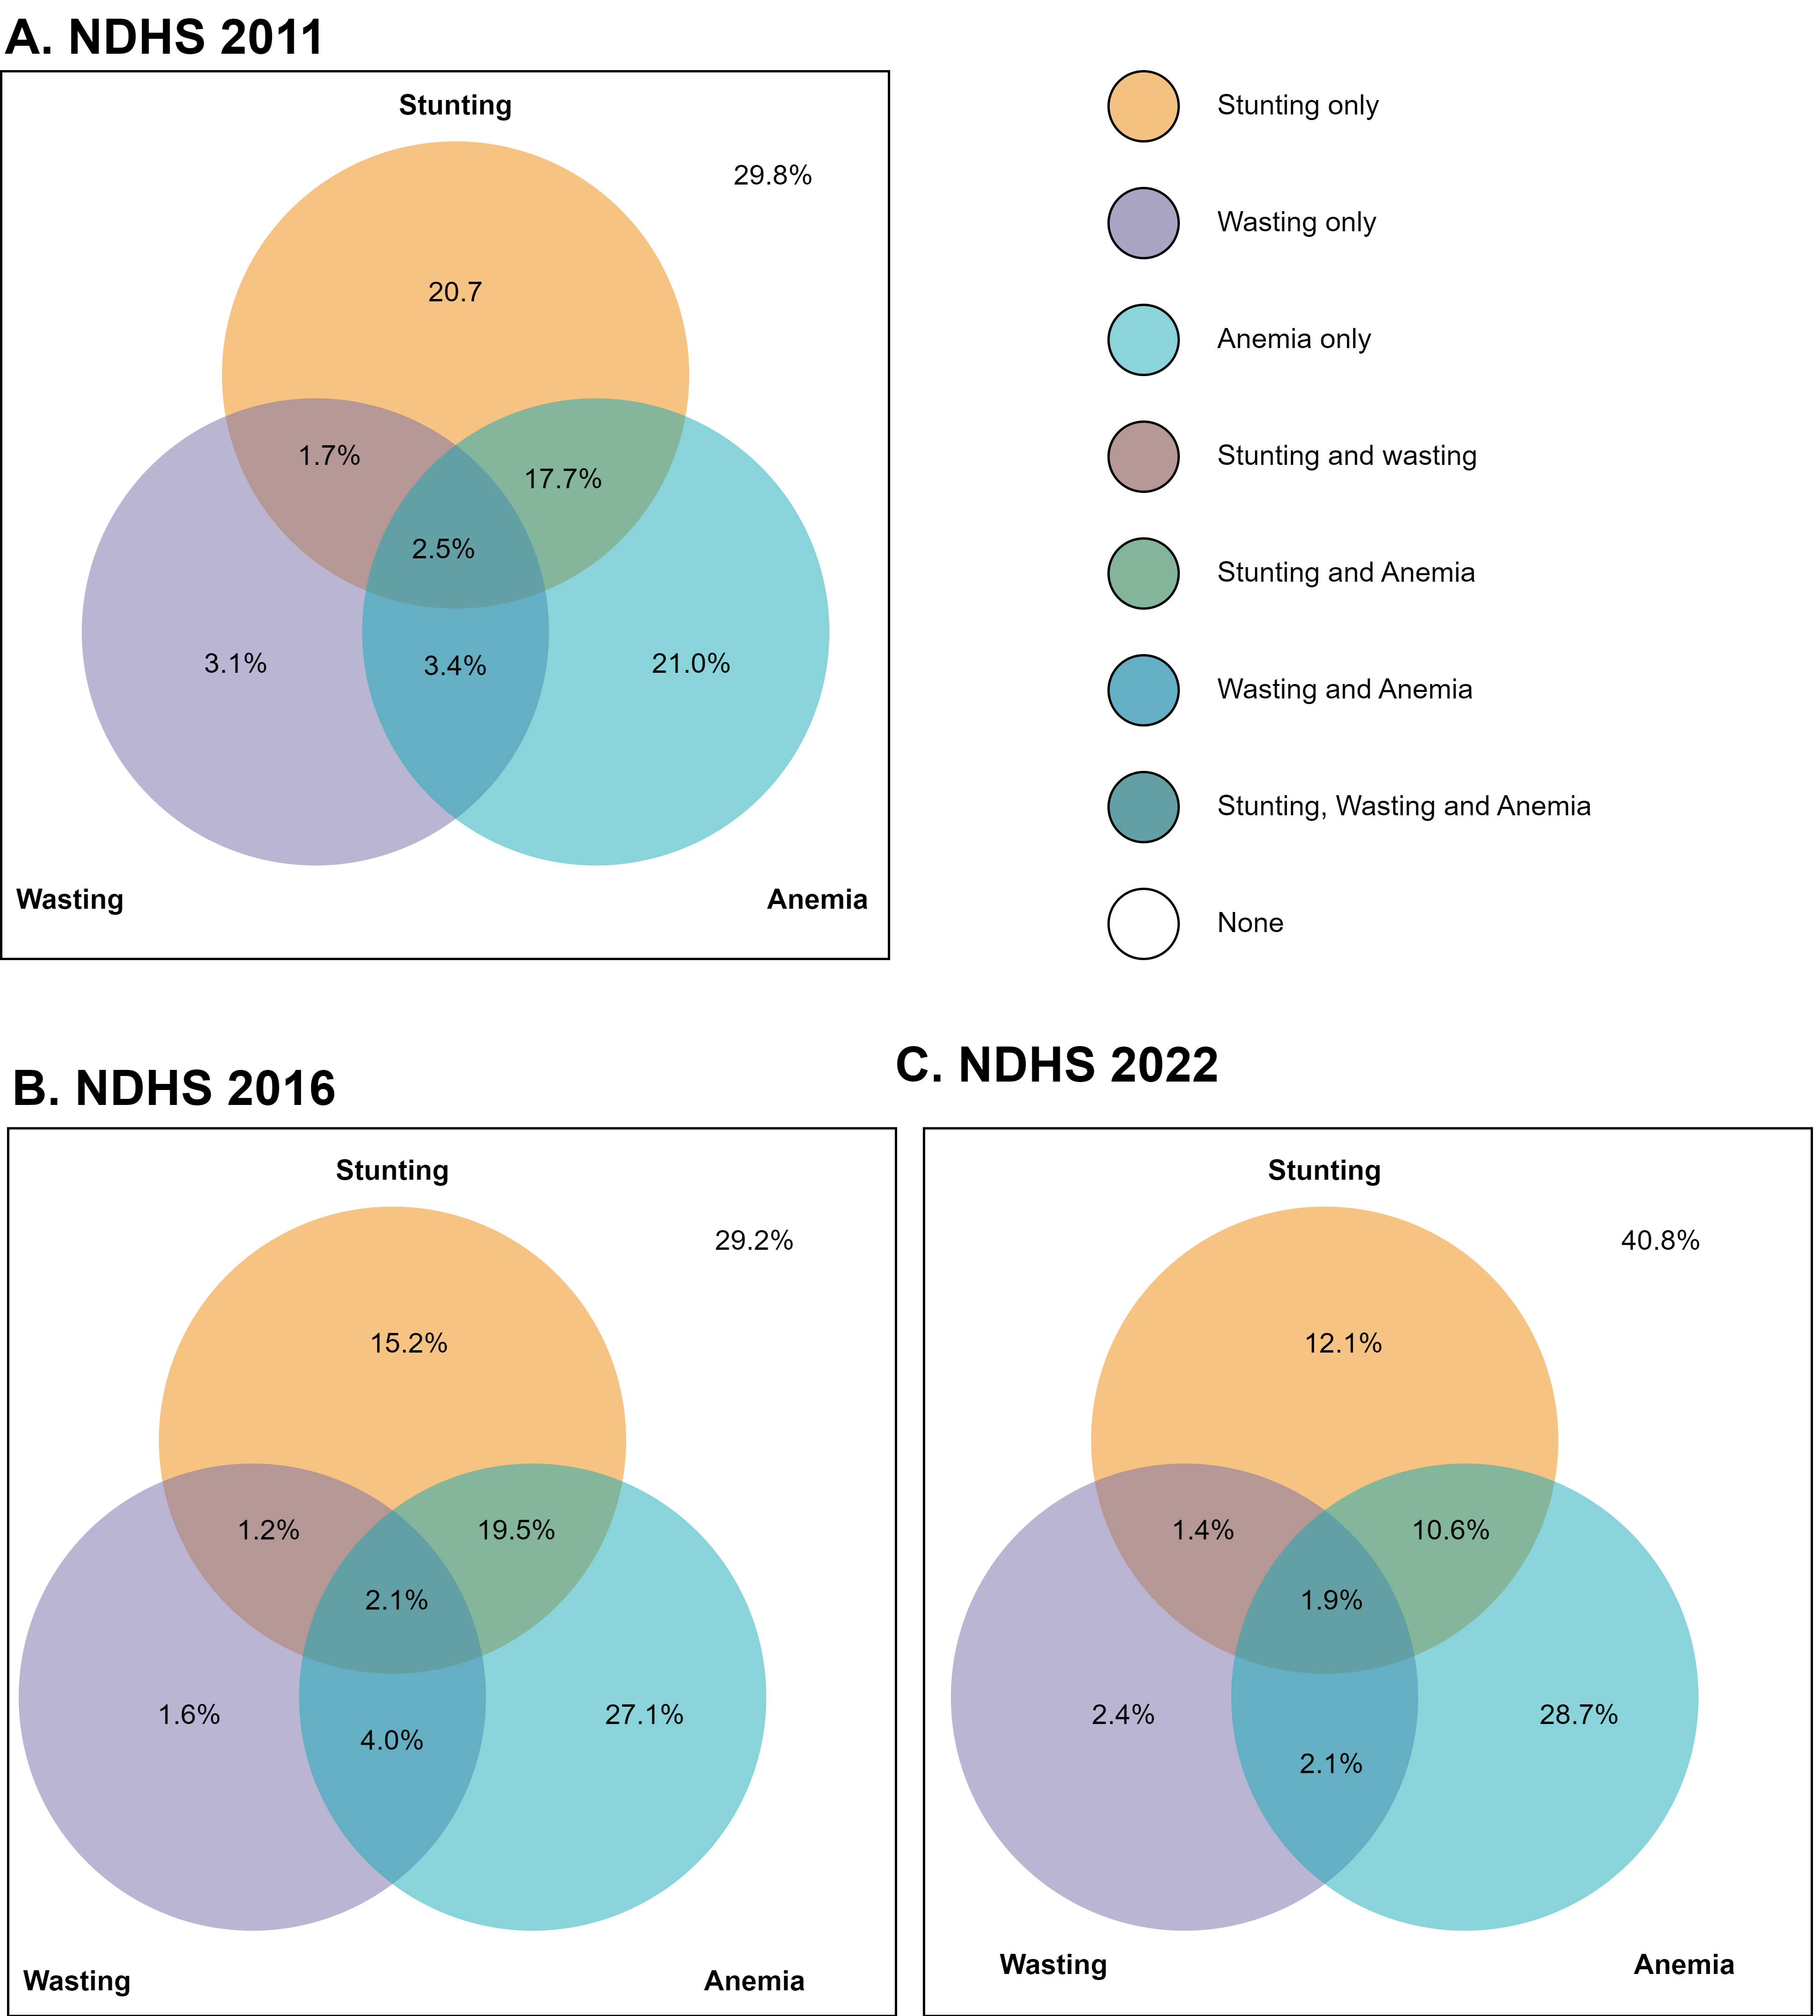 A. NDHS 2011
Stunting
29.8%
20.7
1.7%
17.7%
2.5%
3.1%
3.4%
21.0%
Wasting
Anemia
Stunting only
Wasting only
Anemia only
Stunting and wasting
Stunting and Anemia
Wasting and Anemia
Stunting, Wasting and Anemia
None
B. NDHS 2016
Stunting
29.2%
15.2%
1.2%
19.5%
2.1%
1.6%
4.0%
27.1%
Wasting
Anemia
C. NDHS 2022
Stunting
40.8%
12.1%
1.4%
10.6%
1.9%
2.4%
2.1%
28.7%
Wasting
Anemia